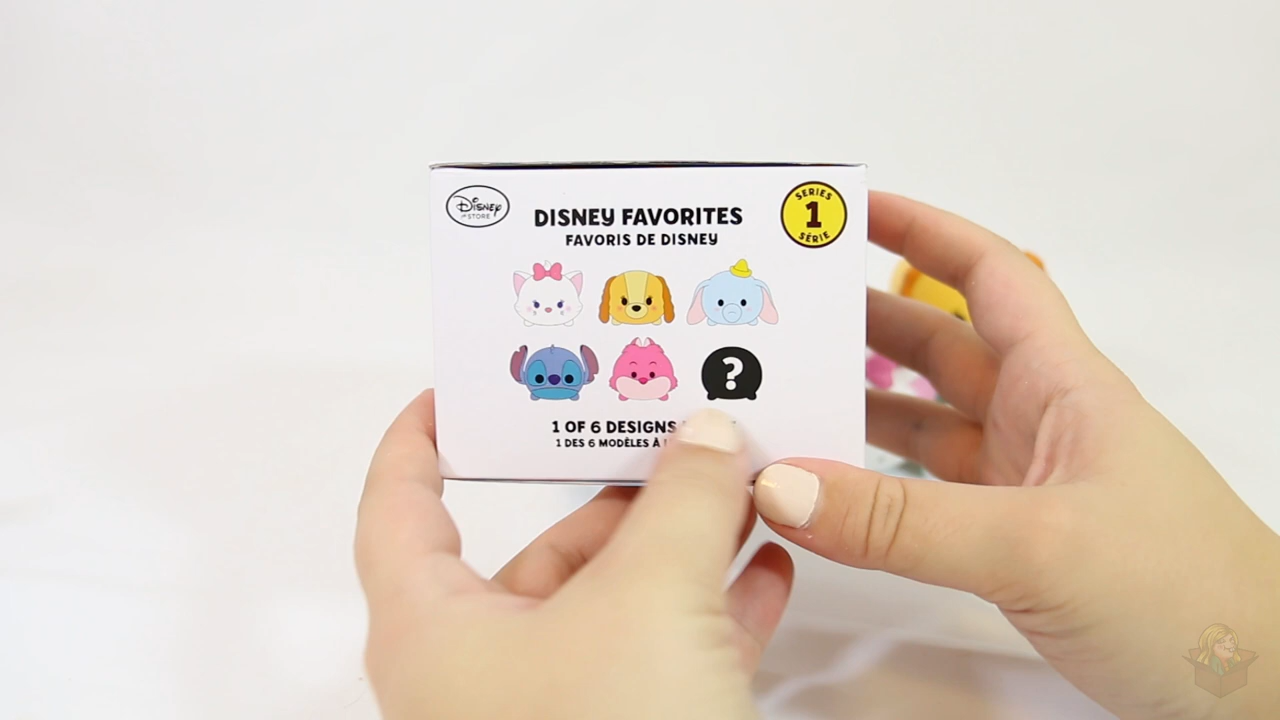 Disney
STORE
DISNEY FAVORITES
FAVORIS DE DISNEY
SERIES
1
SÉRIE
?
1 OF 6 DESIGNS
1 DES 6 MODÈLES À